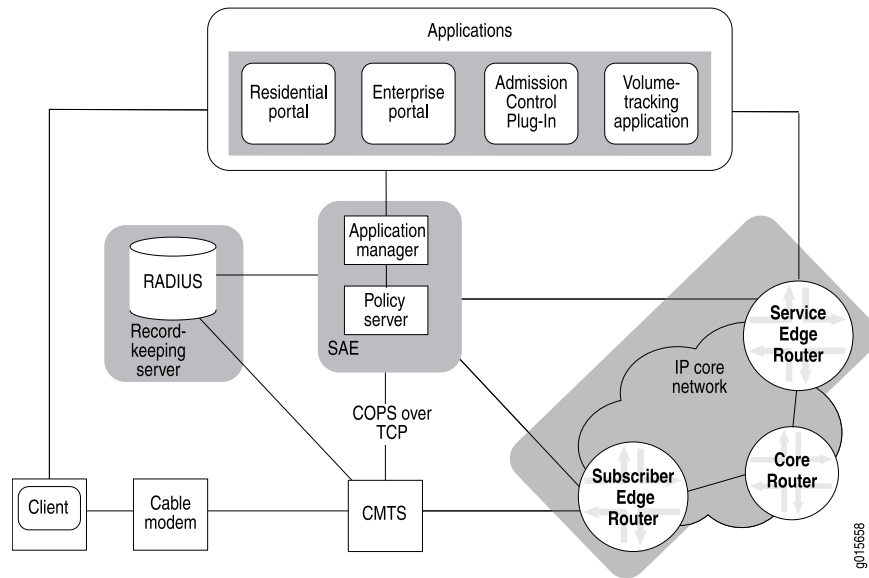 Applications
Residential
portal
Enterprise
portal
Admission
Control
Plug-In
Volume-
tracking
application
Application
manager
Policy
server
SAE
RADIUS
Record-
keeping
server
COPS over
TCP
IP core
network
Service
Edge
Router
Subscriber
Edge
Router
Core
Router
Client
Cable
modem
CMTS
g015658